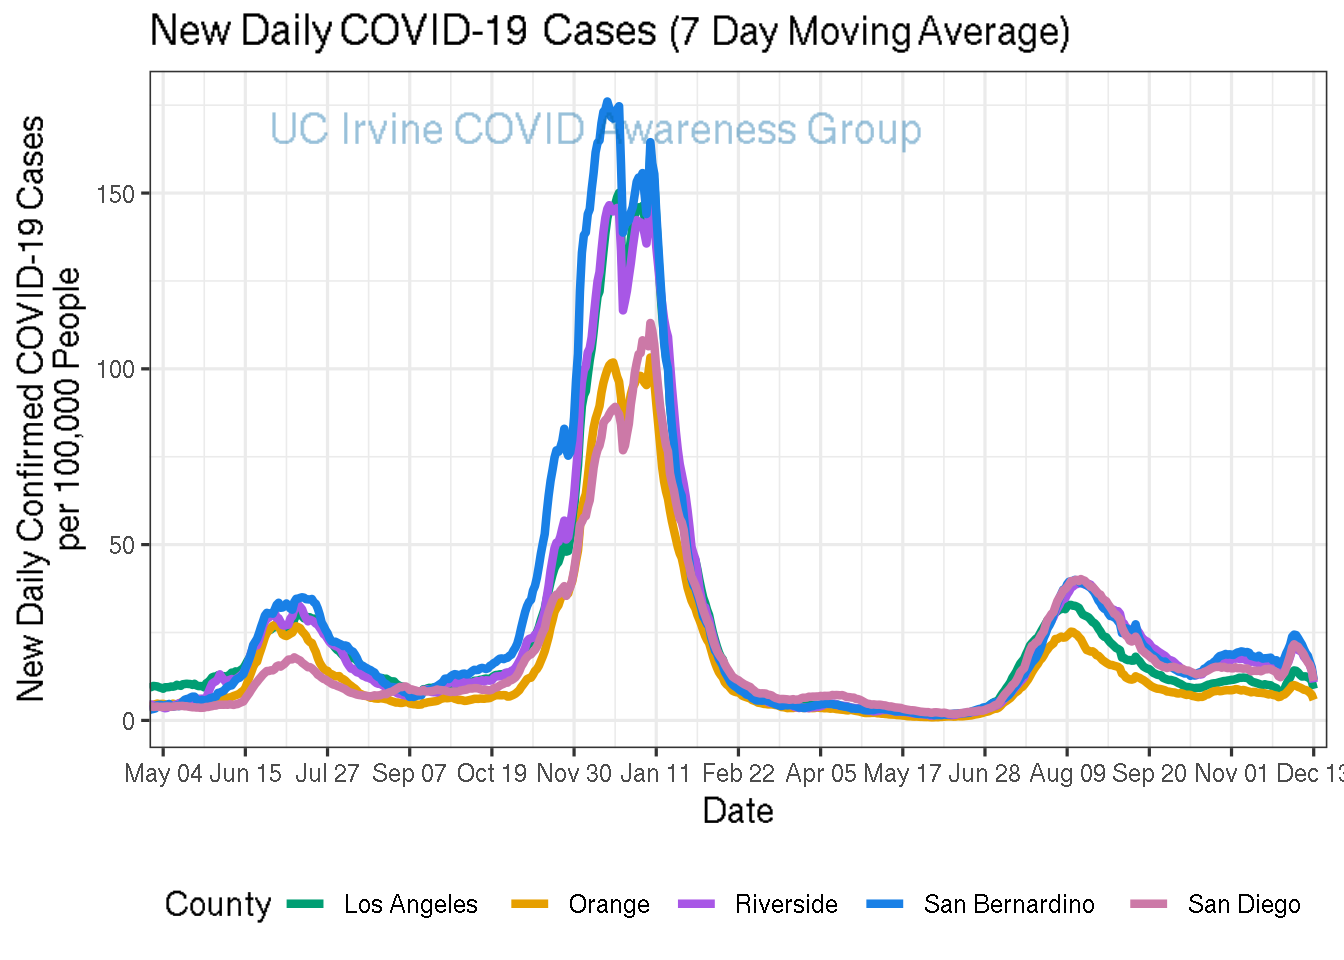 New Daily COVID-19 Cases (7 Day Moving Average)
UC Irvine COVID Awareness Group
New Daily Confirmed COVID-19 Cases
per 100,000 People
150
100
50
0
May 04 Jun 15 Jul 27 Sep 07 Oct 19 Nov 30 Jan 11 Feb 22 Apr 05 May 17 Jun 28 Aug 09 Sep 20 Nov 01 Dec 13
Date
County Los Angeles Orange Riverside San Bernardino San Diego